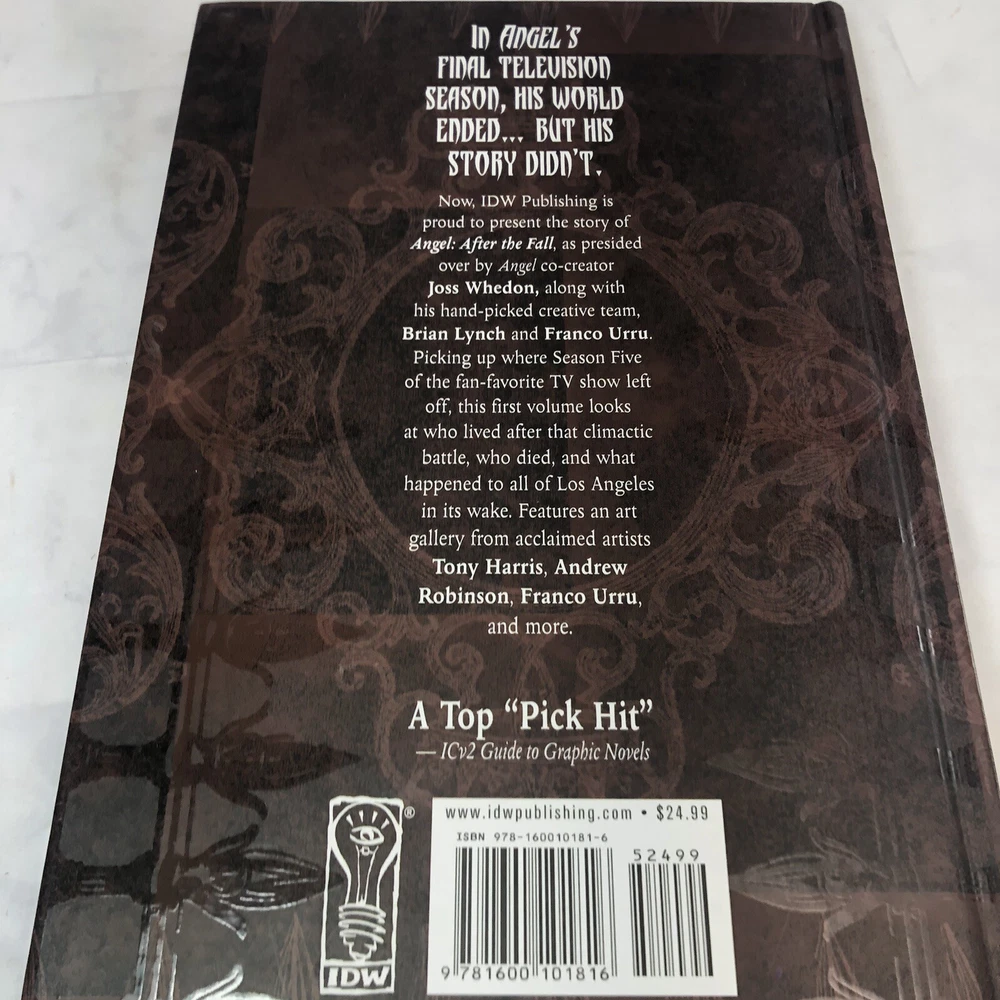 In Angel's
Final Television
Season, his world
ended... But his
story didn't.
Now, IDW Publishing is
proud to present the story of
Angel: After the Fall, as presided
over by Angel co-creator
Joss Whedon, along with
his hand-picked creative team,
Brian Lynch and Franco Urru.
Picking up where Season Five
of the fan-favorite TV show left
off, this first volume looks
at who lived after that climactic
battle, who died, and what
happened to all of Los Angeles
in its wake. Features an art
gallery from acclaimed artists
Tony Harris, Andrew
Robinson, Franco Urru,
and more.
A Top “Pick Hit”
— ICv2 Guide to Graphic Novels
®
IDW
www.idwpublishing.com • $24.99
ISBN 978-160010181-6
52499
9 781600 101816